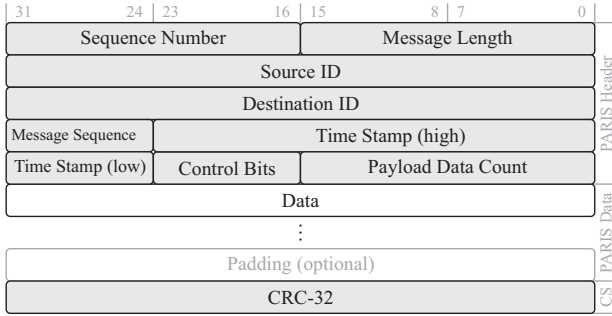 31 24 23 16 15 8 7 0
Sequence Number Message Length
Source ID
Destination ID
Message Sequence Time Stamp (high)
Time Stamp (low) Control Bits Payload Data Count
PARIS Header
Data
⋮
Padding (optional)
PARIS Data
CRC-32
CS